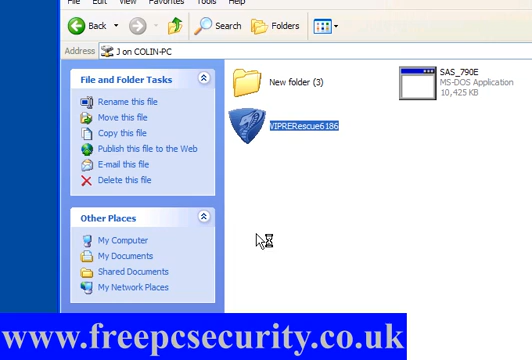 File Edit View Favorites Tools Help
Back Search Folders
Address J on COLIN-PC
File and Folder Tasks
Rename this file
Move this file
Copy this file
Publish this file to the Web
E-mail this file
Delete this file
Other Places
My Computer
My Documents
Shared Documents
My Network Places
New folder (3)
SAS_790E
MS-DOS Application
10,425 KB
VIPRERescue6186
www.freepcsecurity.co.uk